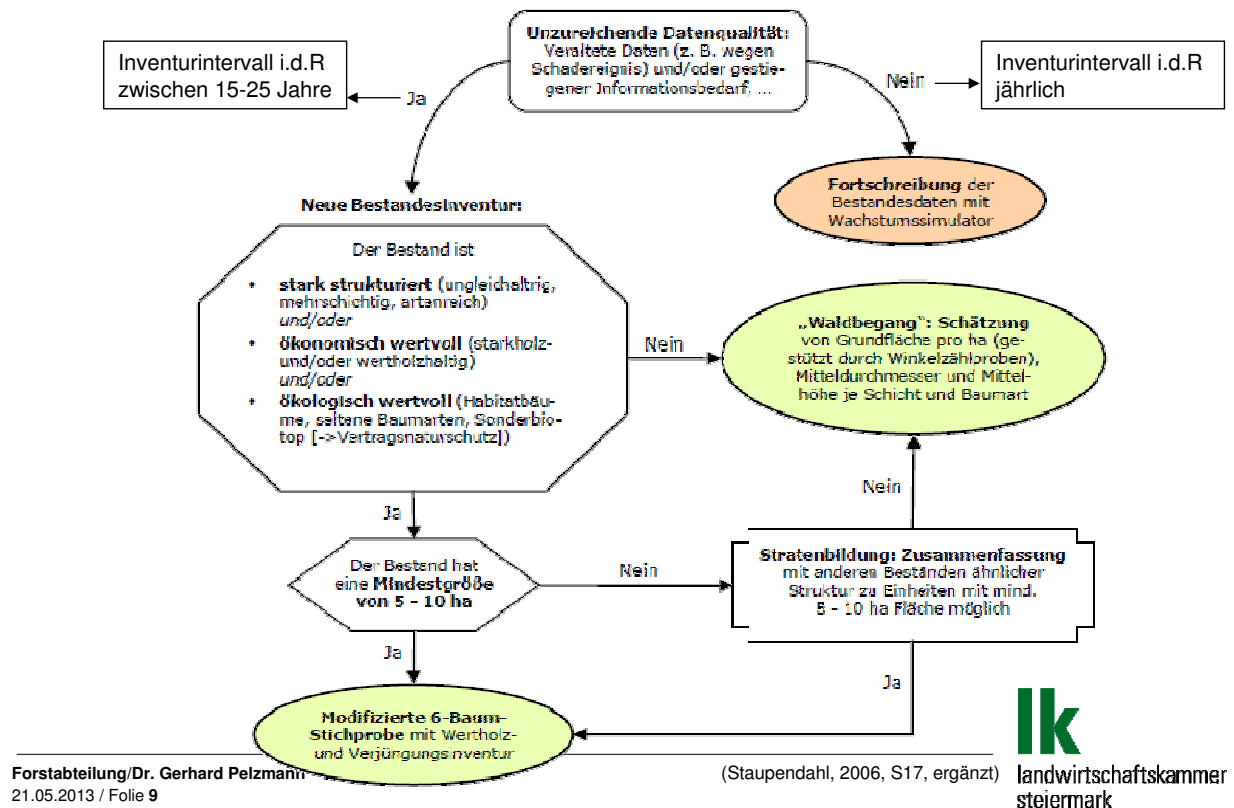 Unzureichende Datenqualität:
Veraltete Daten (z. B. wegen
Schadereignis) und/oder gestie-
gener Informationsbedarf, ...
Inventurintervall i.d.R
zwischen 15-25 Jahre
Ja
Nein
Inventurintervall i.d.R
jährlich
Fortschreibung der
Bestandesdaten mit
Wachstumssimulator
Neue Bestandesinventur:
Der Bestand ist
• stark strukturiert (ungleichaltrig,
mehrschichtig, artenreich)
und/oder
• ökonomisch wertvoll (starkholz-
und/oder wertholzhaltig)
und/oder
• ökologisch wertvoll (Habitatbäu-
me, seltene Baumarten, Sonderbio-
top [->Vertragsnaturschutz])
Nein
„Waldbegang“: Schätzung
von Grundfläche pro ha (ge-
stützt durch Winkelzählproben),
Mitteldurchmesser und Mittel-
höhe je Schicht und Baumart
Ja
Nein
Der Bestand hat
eine Mindestgröße
von 5 - 10 ha
Nein
Stratenbildung: Zusammenfassung
mit anderen Beständen ähnlicher
Struktur zu Einheiten mit mind.
5 - 10 ha Fläche möglich
Ja
Ja
Modifizierte 6-Baum-
Stichprobe mit Wertholz-
und Verjüngungsinventur
Forstabteilung/Dr. Gerhard Pelzmann
21.05.2013 / Folie 9
(Staupendahl, 2006, S17, ergänzt)
lk
landwirtschaftskammer
steiermark